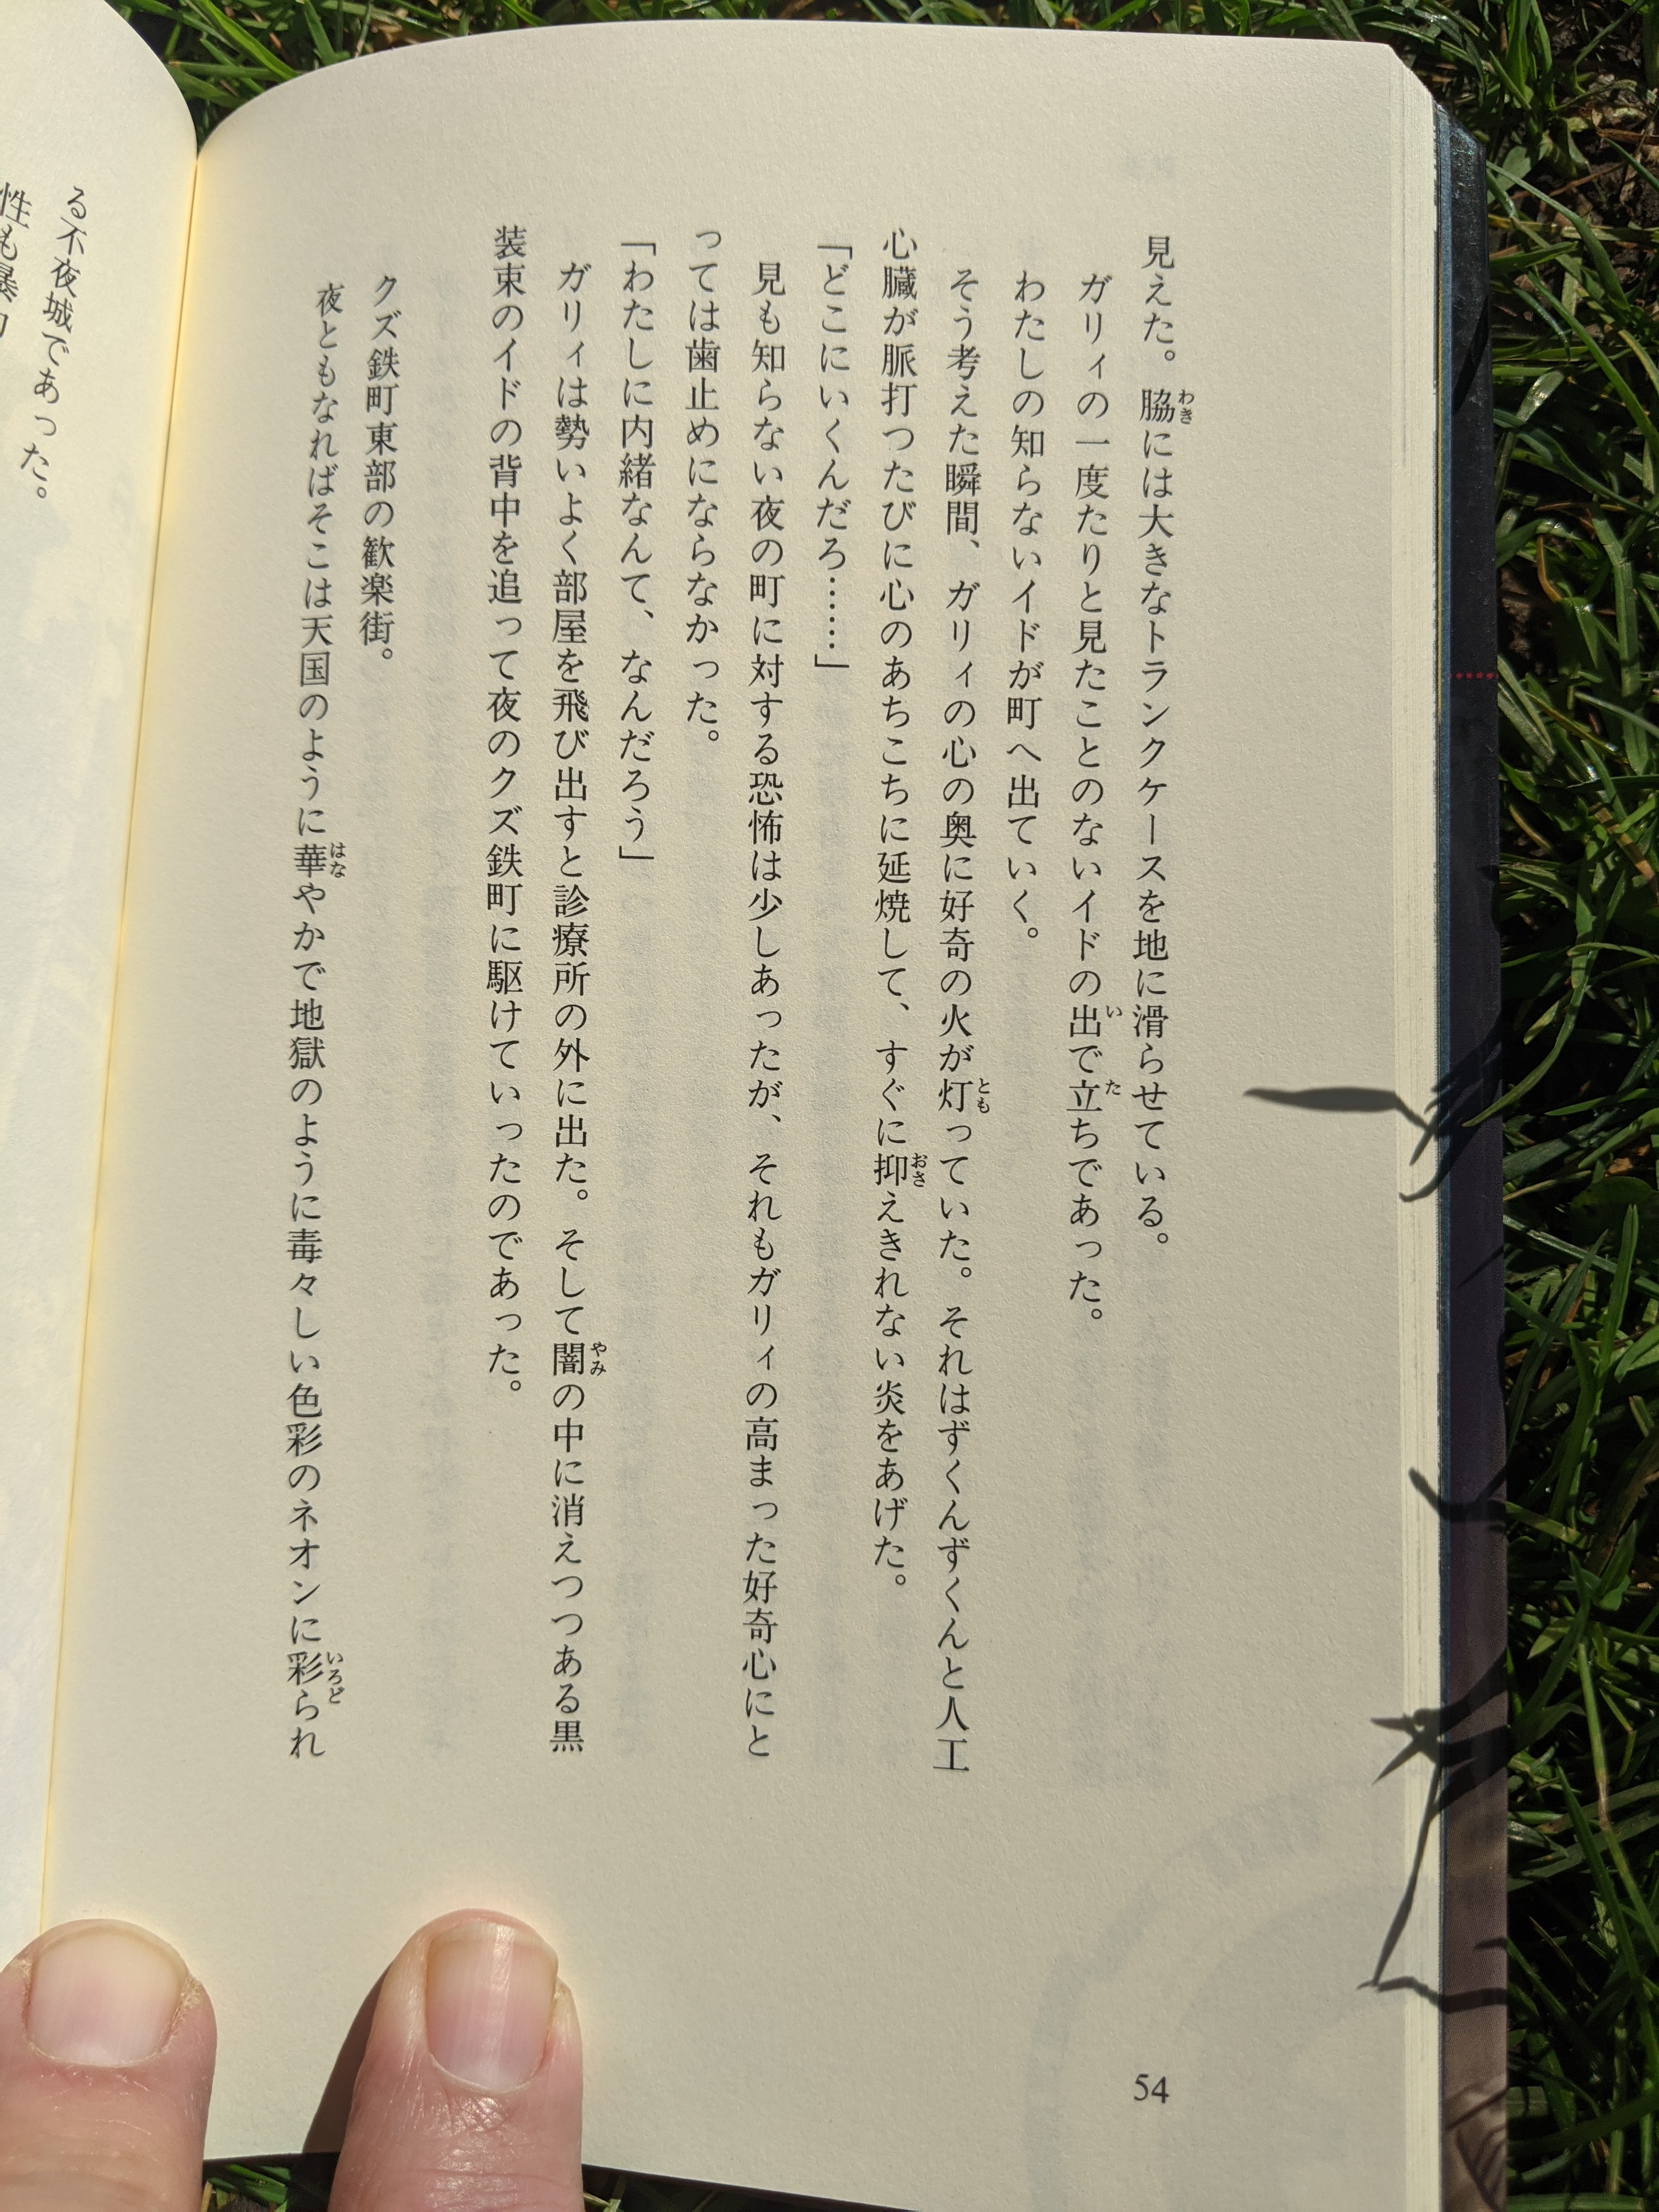 見えた。脇には大きなトランクケースを地に滑らせている。
ガリィの一度たりと見たことのないイドの出で立ちであった。
わたしの知らないイドが町へ出ていく。
そう考えた瞬間、ガリィの心の奥に好奇の火が灯っていた。それはずくんずくんと人工
心臓が脈打つたびに心のあちこちに延焼して、すぐに抑えきれない炎をあげた。
「どこにいくんだろ……」
見も知らない夜の町に対する恐怖は少しあったが、それもガリィの高まった好奇心にと
っては歯止めにならなかった。
「わたしに内緒なんて、なんだろう」
ガリィは勢いよく部屋を飛び出すと診療所の外に出た。そして闇の中に消えつつある黒
装束のイドの背中を追って夜のクズ鉄町に駆けていったのであった。
クズ鉄町東部の歓楽街。
夜ともなればそこは天国のように華やかで地獄のように毒々しい色彩のネオンに彩られ
54
る不夜城であった。
性も暴